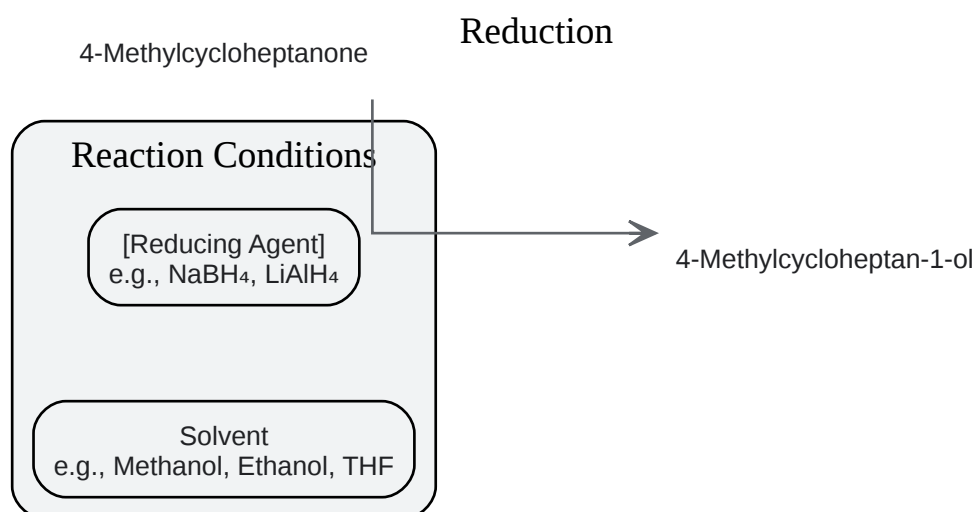 Reduction
4-Methylcycloheptanone
Reaction Conditions
[Reducing Agent]
e.g., NaBH₄, LiAlH₄
4-Methylcycloheptan-1-ol
Solvent
e.g., Methanol, Ethanol, THF